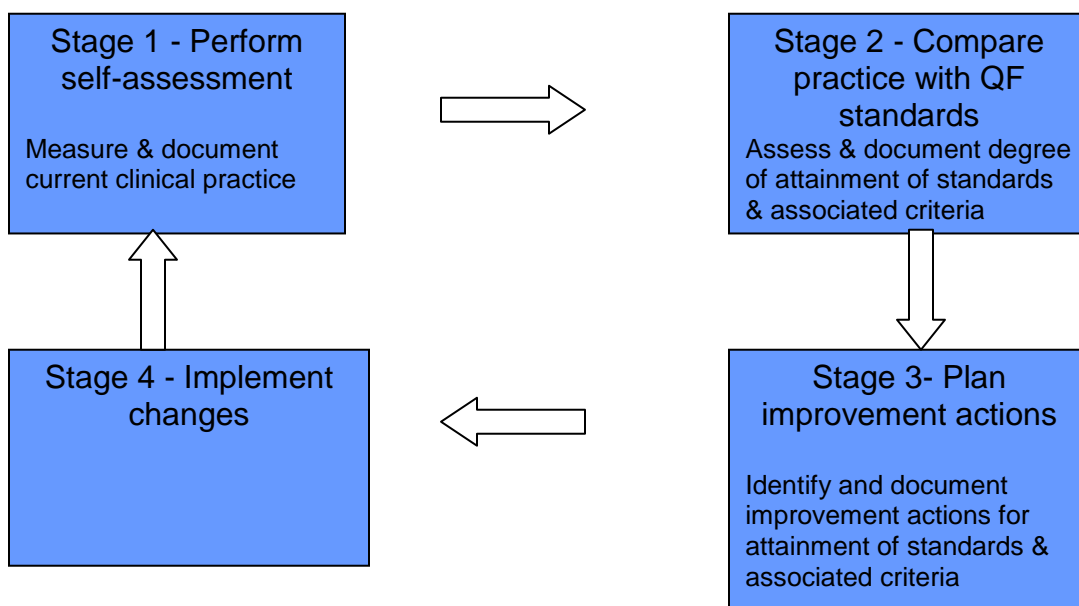 Stage 1 - Perform
self-assessment
Measure & document
current clinical practice
Stage 2 - Compare
practice with QF
standards
Assess & document degree
of attainment of standards
& associated criteria
Stage 3- Plan
improvement actions
Identify and document
improvement actions for
attainment of standards &
associated criteria
Stage 4 - Implement
changes